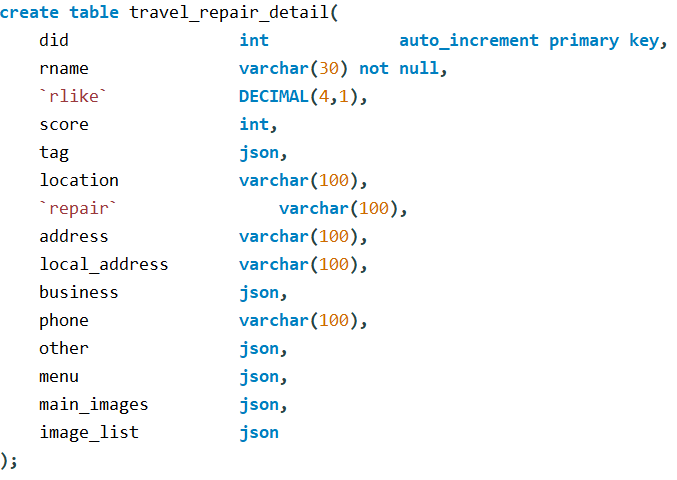 create table travel_repair_detail(
    did                 int             auto_increment primary key,
    rname               varchar(30) not null,
    `rlike`             DECIMAL(4,1),
    score               int,
    tag                 json,
    location            varchar(100),
    `repair`                varchar(100),
    address             varchar(100),
    local_address       varchar(100),
    business            json,
    phone               varchar(100),
    other               json,
    menu                json,
    main_images         json,
    image_list          json
);